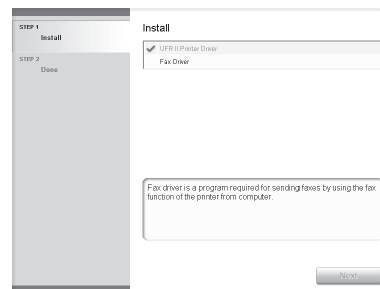 STEP 1
Install
STEP 2
Done
Install
UFR II Printer Driver
Fax Driver
Fax driver is a program required for sending faxes by using the fax
function of the printer from computer.
Next